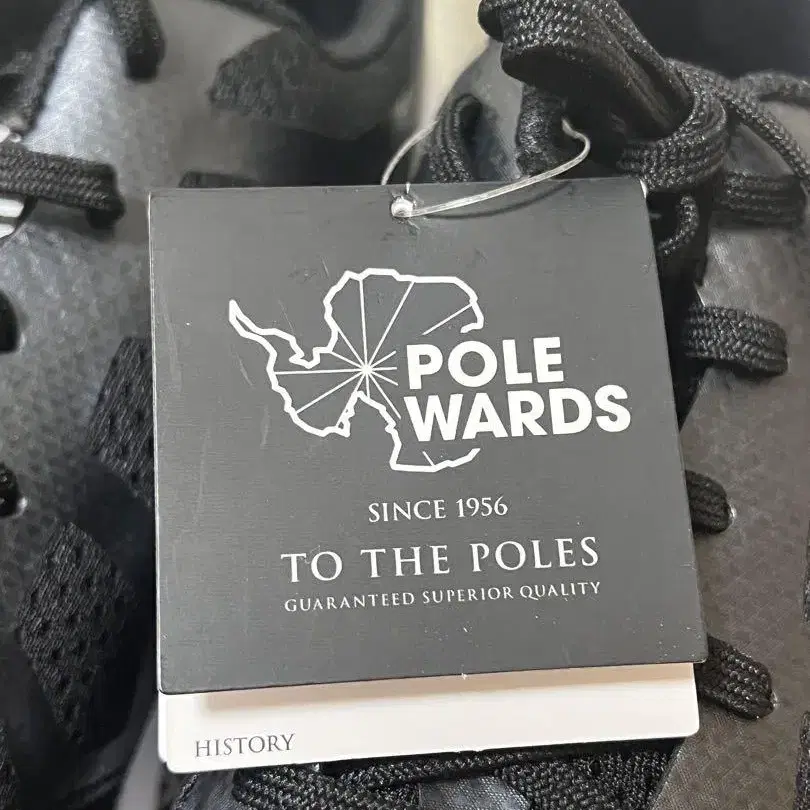 POLE
WARDS
SINCE 1956
TO THE POLES
GUARANTEED SUPERIOR QUALITY
HISTORY